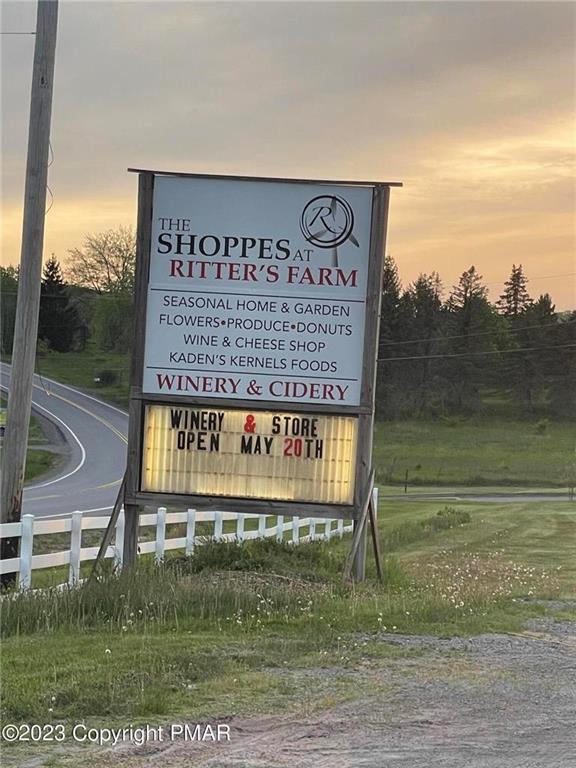 R
THE
SHOPPES AT
RITTER'S FARM
SEASONAL HOME & GARDEN
FLOWERS•PRODUCE•DONUTS
WINE & CHEESE SHOP
KADEN'S KERNELS FOODS
WINERY & CIDERY
WINERY & STORE
OPEN MAY 20TH
©2023 Copyright PMAR